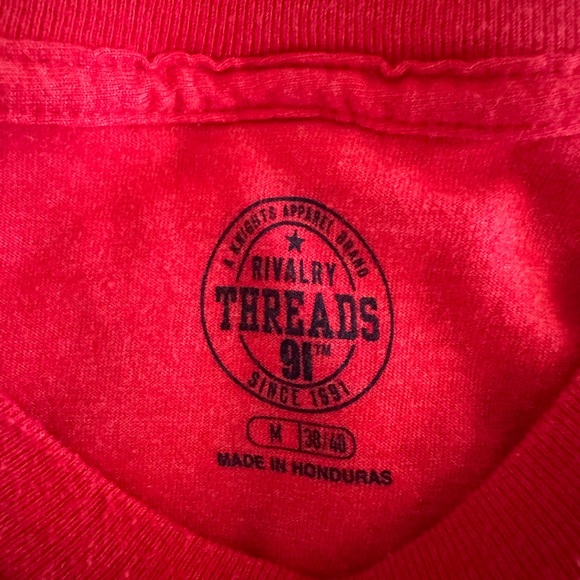 A KNIGHTS APPAREL BRAND
RIVALRY
THREADS
91™
SINCE 1991
M 38/40
MADE IN HONDURAS